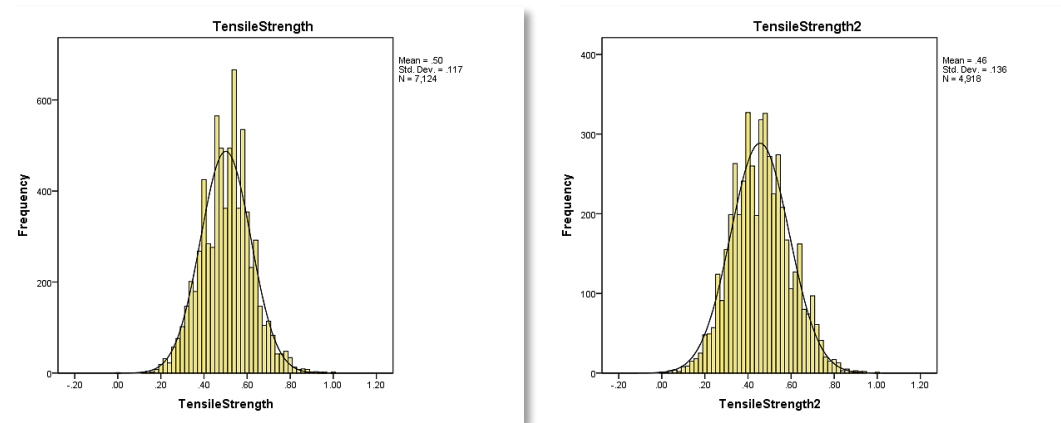 TensileStrength
Mean = .50
Std. Dev. = .117
N = 7,124
600
400
200
0
Frequency
-.20 .00 .20 .40 .60 .80 1.00 1.20
TensileStrength
TensileStrength2
Mean = .46
Std. Dev. = .136
N = 4,918
400
300
200
100
0
Frequency
-.20 .00 .20 .40 .60 .80 1.00 1.20
TensileStrength2